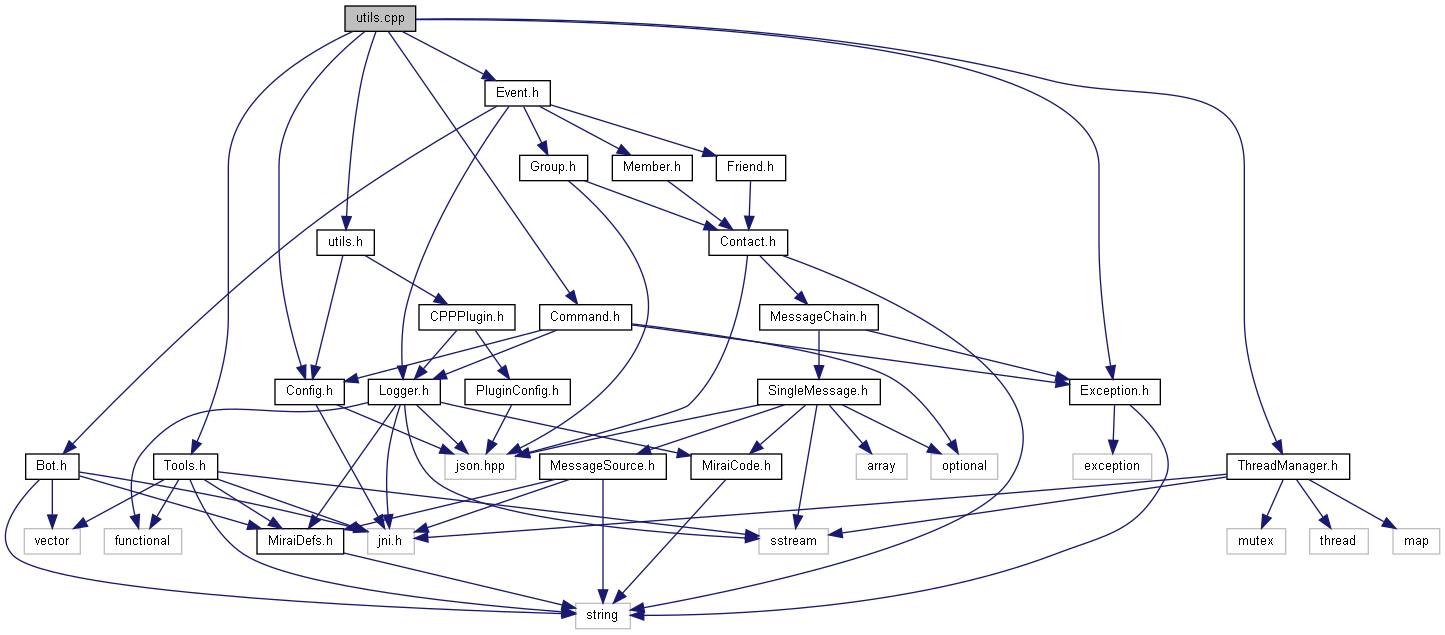 utils.cpp
Event.h
Group.h
Member.h
Friend.h
utils.h
Contact.h
CPPPlugin.h
Command.h
MessageChain.h
Config.h
Logger.h
PluginConfig.h
SingleMessage.h
Exception.h
Bot.h
Tools.h
json.hpp
MessageSource.h
MiraiCode.h
array
optional
exception
ThreadManager.h
vector
functional
MiraiDefs.h
jni.h
sstream
mutex
thread
map
string